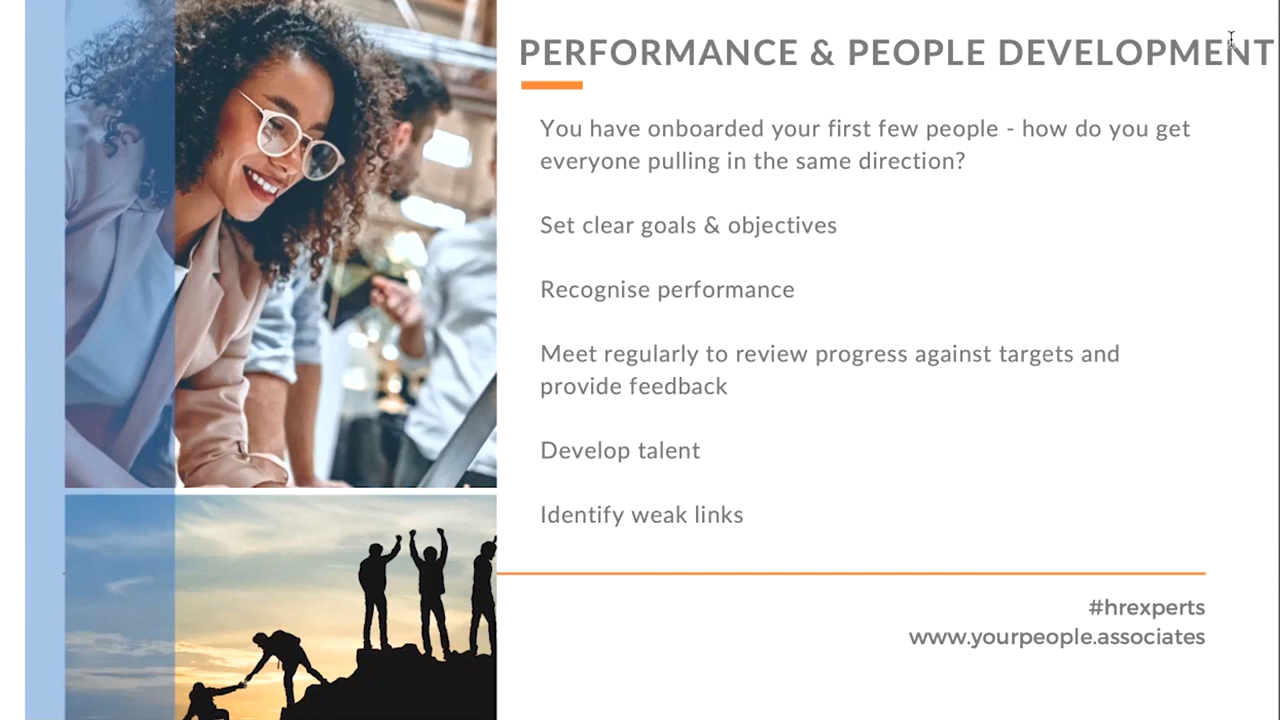 PERFORMANCE & PEOPLE DEVELOPMENT
You have onboarded your first few people - how do you get
everyone pulling in the same direction?
Set clear goals & objectives
Recognise performance
Meet regularly to review progress against targets and
provide feedback
Develop talent
Identify weak links
#hrexperts
www.yourpeople.associates